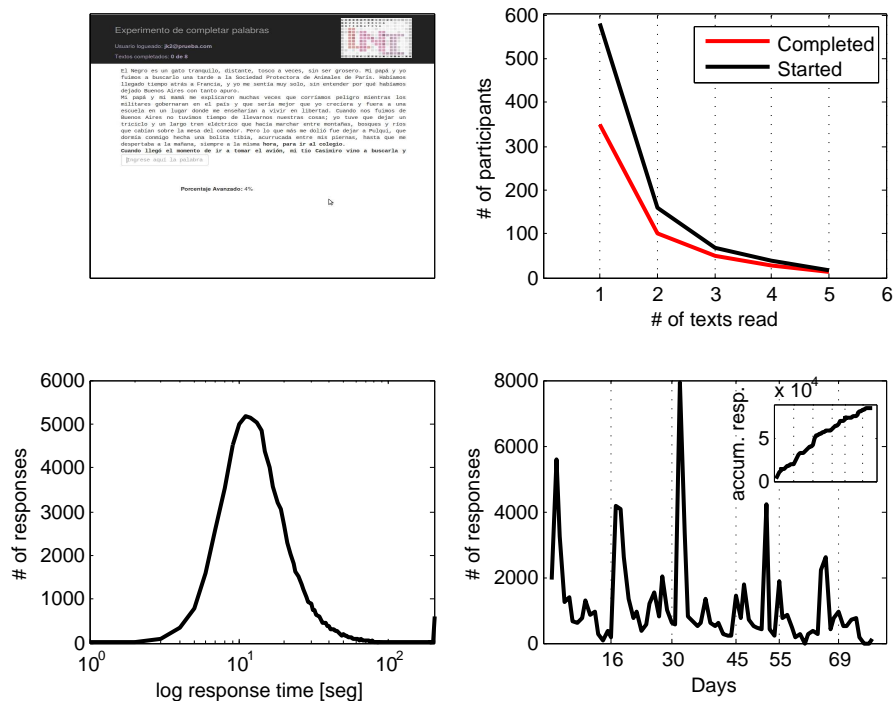 Experimento de completar palabras
Usuario logueado: jk2@prueba.com
Textos completados: 0 de 8
El Negro es un gato tranquilo, distante, tosco a veces, sin ser grosero. Mi papá y yo
fuimos a buscarlo una tarde a la Sociedad Protectora de Animales de París. Habíamos
llegado tiempo atrás a Francia, y yo me sentía muy solo, sin entender por qué habíamos
dejado Buenos Aires con tanto apuro.
Mi papá y mi mamá me explicaron muchas veces que corríamos peligro mientras los
militares gobernaran en el país y que sería mejor que yo creciera y fuera a una
escuela en un lugar donde me enseñarían a vivir en libertad. Cuando nos fuimos de
Buenos Aires no tuvimos tiempo de llevarnos nuestras cosas; yo tuve que dejar un
triciclo y un largo tren eléctrico que hacía marchar entre montañas, bosques y ríos
que cabían sobre la mesa del comedor. Pero lo que más me dolió fue dejar a Pulqui, que
dormía conmigo hecha una bolita tibia, acurrucada entre mis piernas, hasta que me
despertaba a la mañana, siempre a la misma hora, para ir al colegio.
Cuando llegó el momento de ir a tomar el avión, mi tío Casimiro vino a buscarla y
Ingrese aquí la palabra
Porcentaje Avanzado: 4%
600
500
400
300
200
100
0
# of participants
Completed
Started
1 2 3 4 5 6
# of texts read
6000
5000
4000
3000
2000
1000
0
# of responses
10^0 10^1 10^2
log response time [seg]
8000
6000
4000
2000
0
# of responses
x 10^4
accum. resp.
5
0
16 30 45 55 69
Days